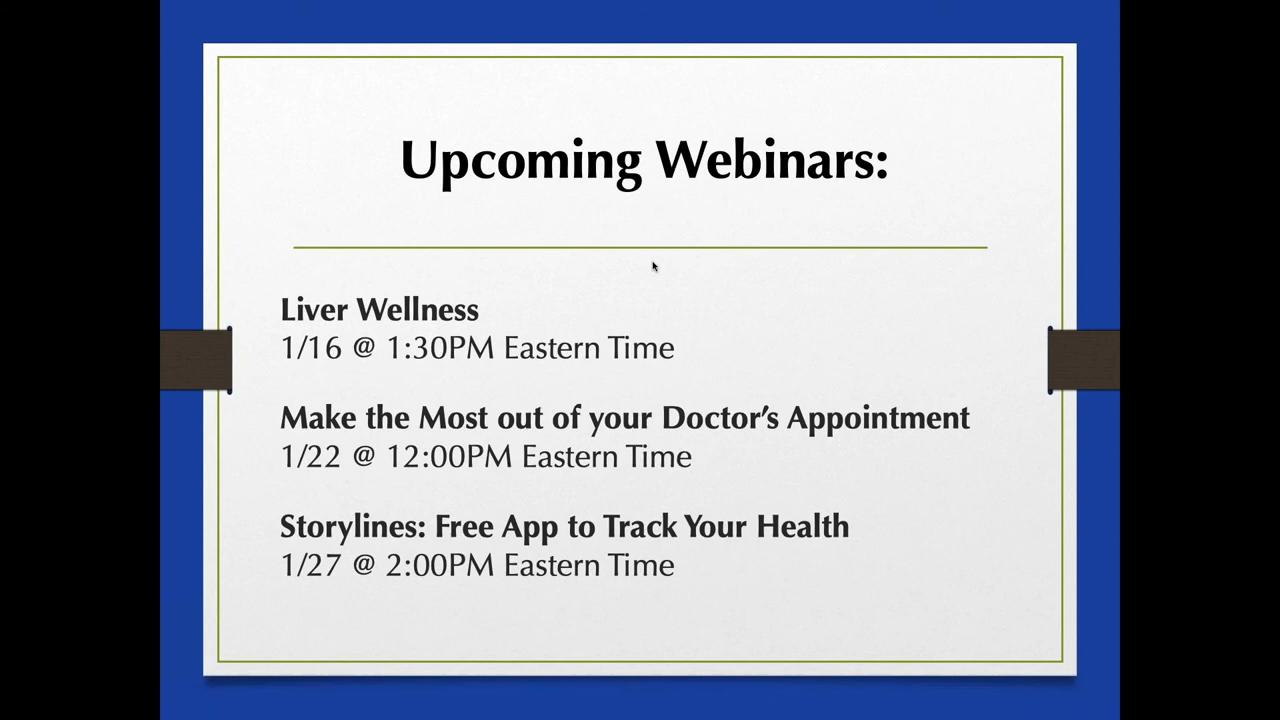 Upcoming Webinars:
Liver Wellness
1/16 @ 1:30PM Eastern Time
Make the Most out of your Doctor’s Appointment
1/22 @ 12:00PM Eastern Time
Storylines: Free App to Track Your Health
1/27 @ 2:00PM Eastern Time